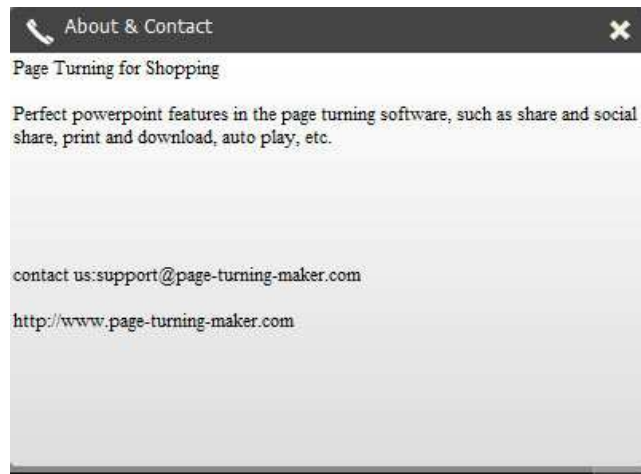 About & Contact
Page Turning for Shopping
Perfect powerpoint features in the page turning software, such as share and social
share, print and download, auto play, etc.
contact us:support@page-turning-maker.com
http://www.page-turning-maker.com